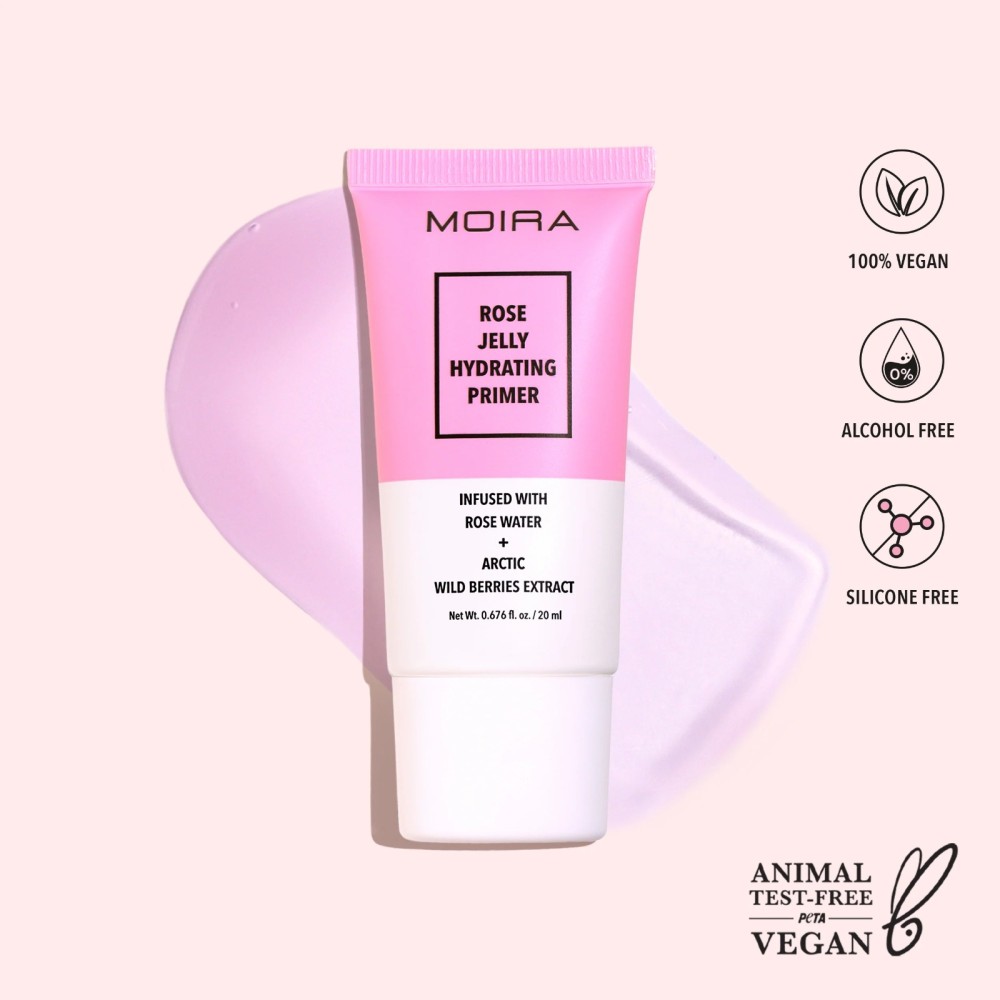 MOIRA
ROSE
JELLY
HYDRATING
PRIMER
INFUSED WITH
ROSE WATER
+
ARCTIC
WILD BERRIES EXTRACT
Net Wt. 0.676 fl. oz. / 20 ml
100% VEGAN
0%
ALCOHOL FREE
SILICONE FREE
ANIMAL
TEST-FREE
PETA
VEGAN